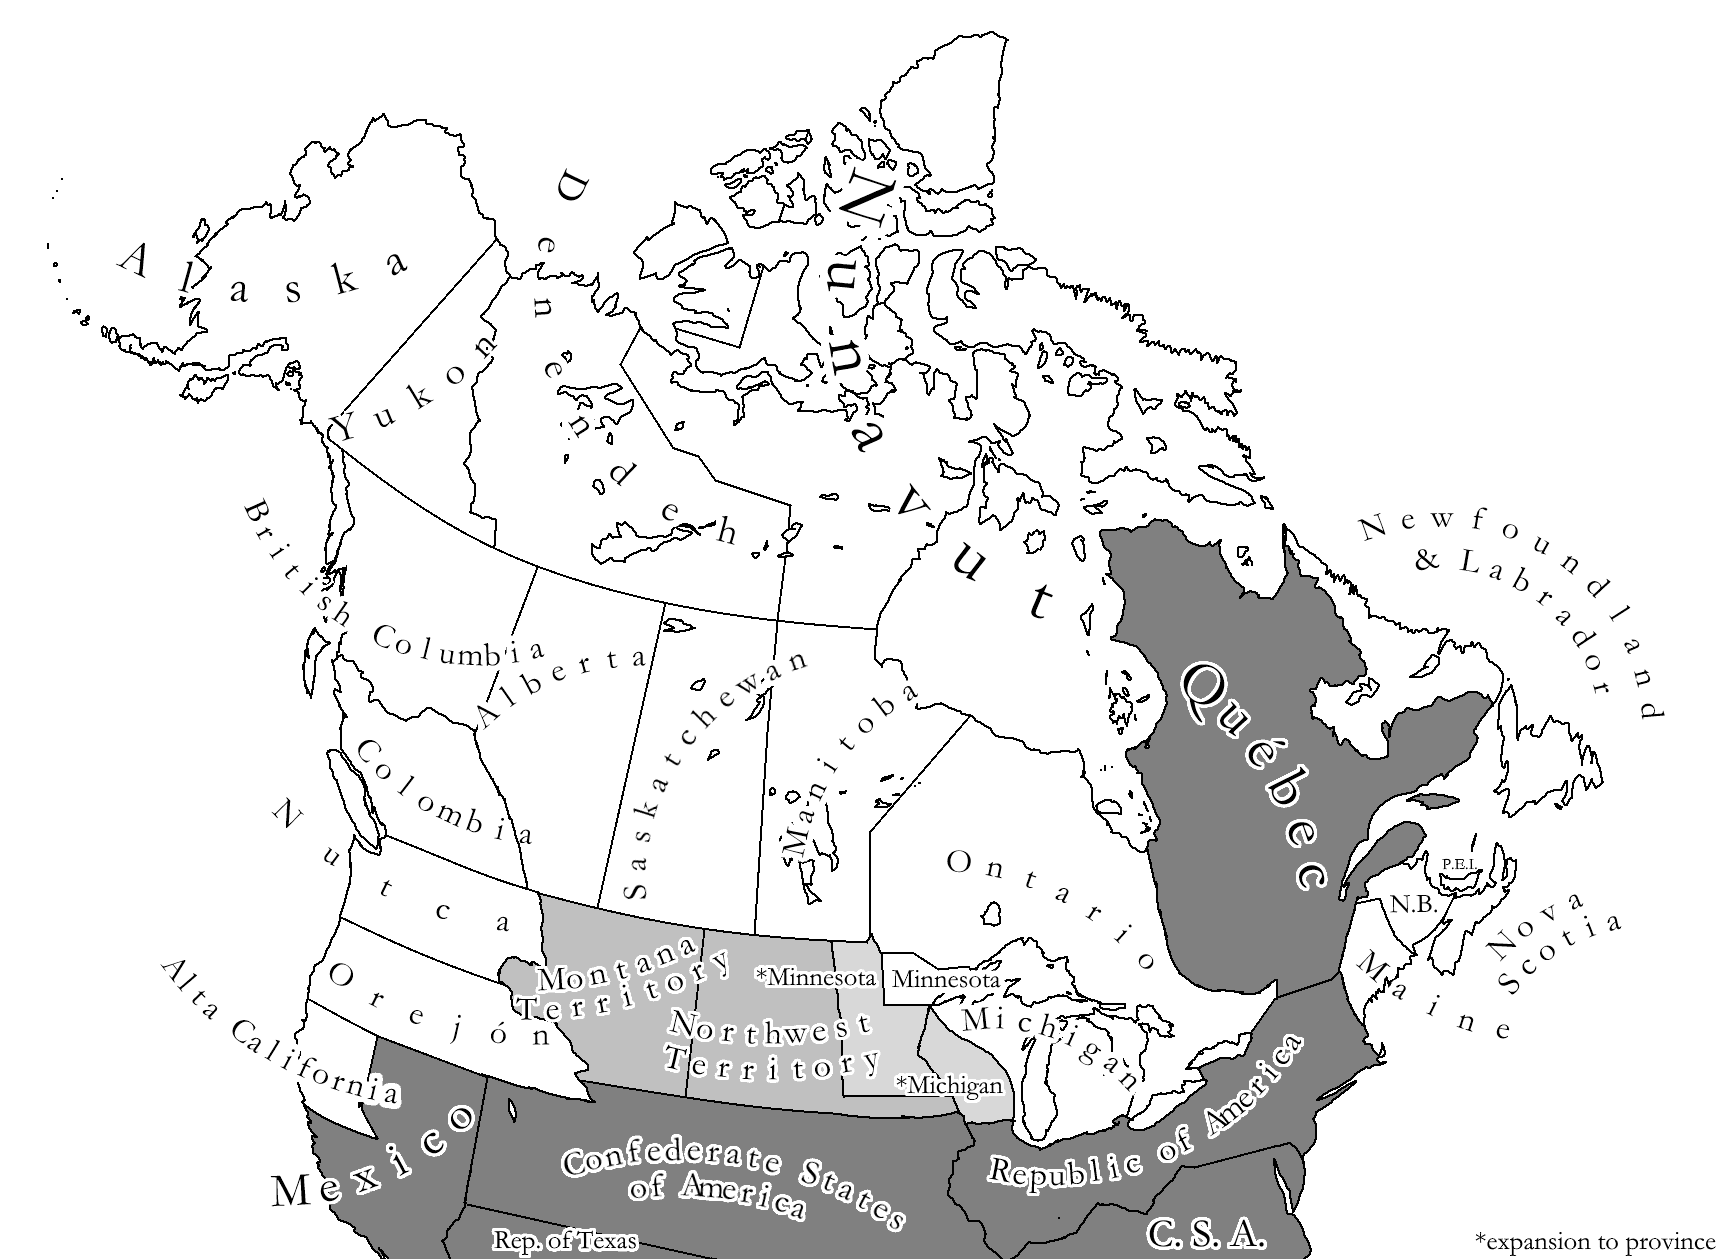 Alaska
Yukon
Denendeh
Nunavut
British Columbia
Alberta
Saskatchewan
Manitoba
Colombia
Ontario
Québec
Newfoundland
& Labrador
P.E.I.
N.B.
Nova
Scotia
Maine
Nutca
Orejón
Alta California
Montana
Territory
*Minnesota
Minnesota
Northwest
Territory
Michigan
*Michigan
Mexico
Confederate States
of America
Republic of America
Rep. of Texas
C. S. A.
*expansion to province